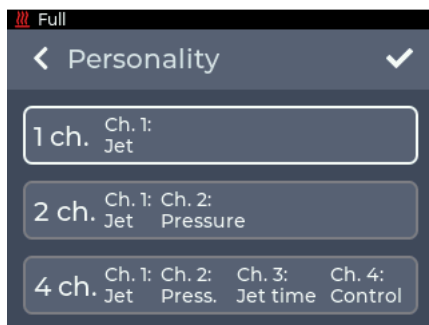 Full
Personality
1 ch. Ch. 1:
Jet
2 ch. Ch. 1: Ch. 2:
Jet Pressure
4 ch. Ch. 1: Ch. 2: Ch. 3: Ch. 4:
Jet Press. Jet time Control